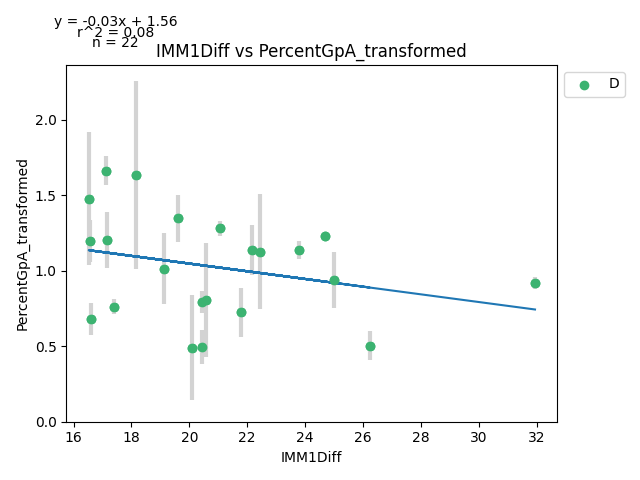 y = -0.03x + 1.56
r^2 = 0.08
n = 22
IMM1Diff vs PercentGpA_transformed
D
PercentGpA_transformed
2.0
1.5
1.0
0.5
0.0
16 18 20 22 24 26 28 30 32
IMM1Diff